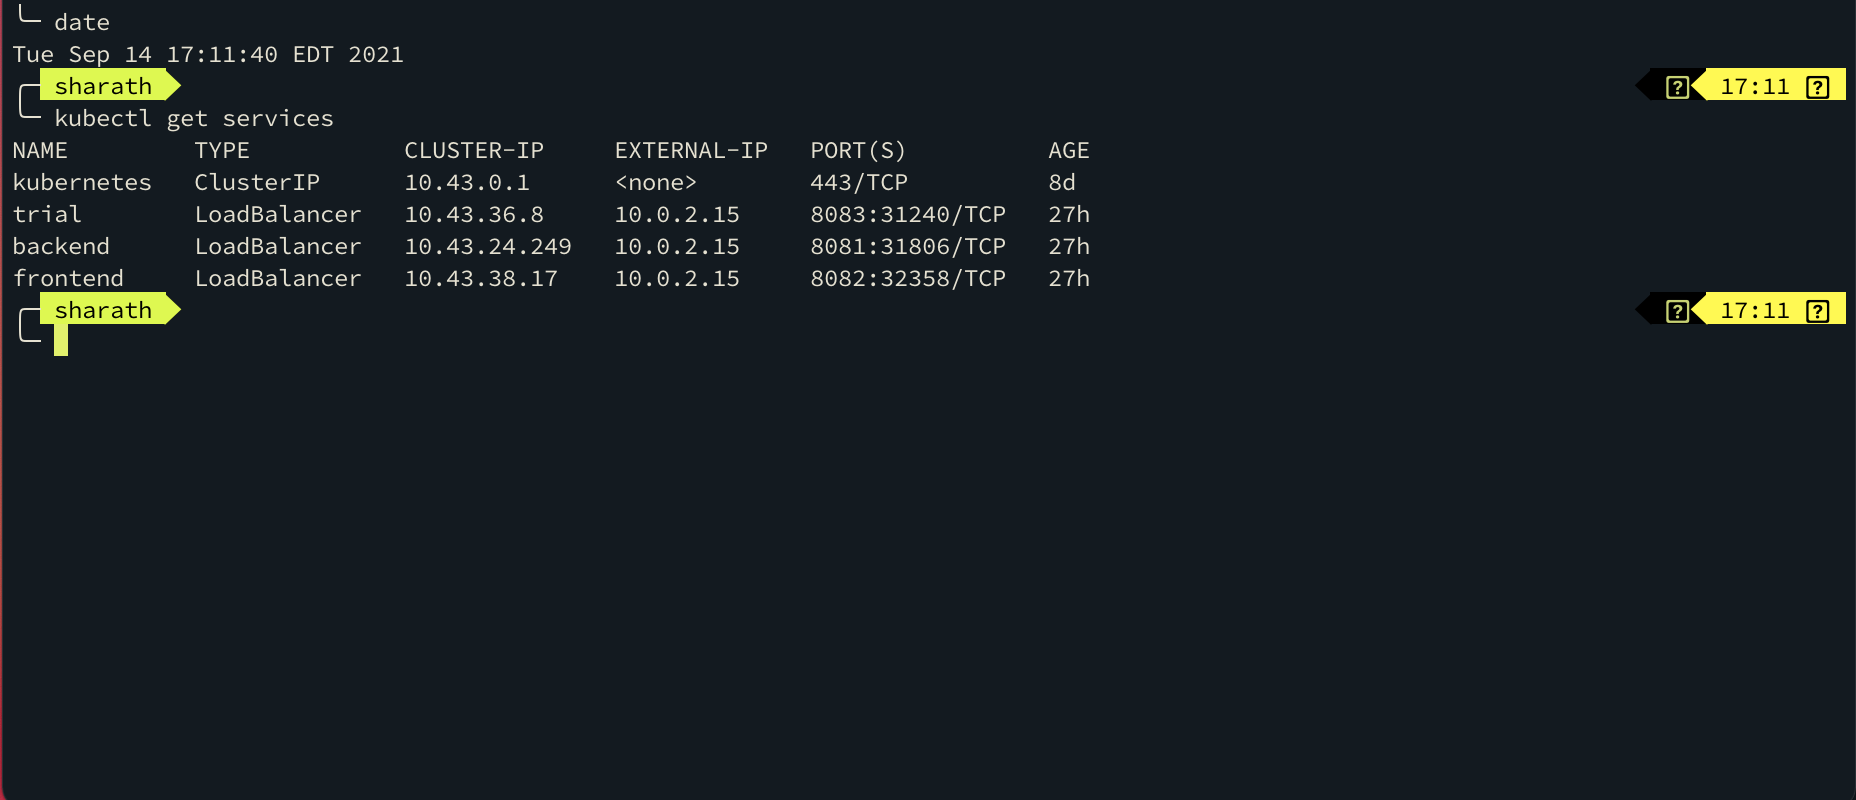 date
Tue Sep 14 17:11:40 EDT 2021
sharath 17:11
kubectl get services
NAME TYPE CLUSTER-IP EXTERNAL-IP PORT(S) AGE
kubernetes ClusterIP 10.43.0.1 <none> 443/TCP 8d
trial LoadBalancer 10.43.36.8 10.0.2.15 8083:31240/TCP 27h
backend LoadBalancer 10.43.24.249 10.0.2.15 8081:31806/TCP 27h
frontend LoadBalancer 10.43.38.17 10.0.2.15 8082:32358/TCP 27h
sharath 17:11